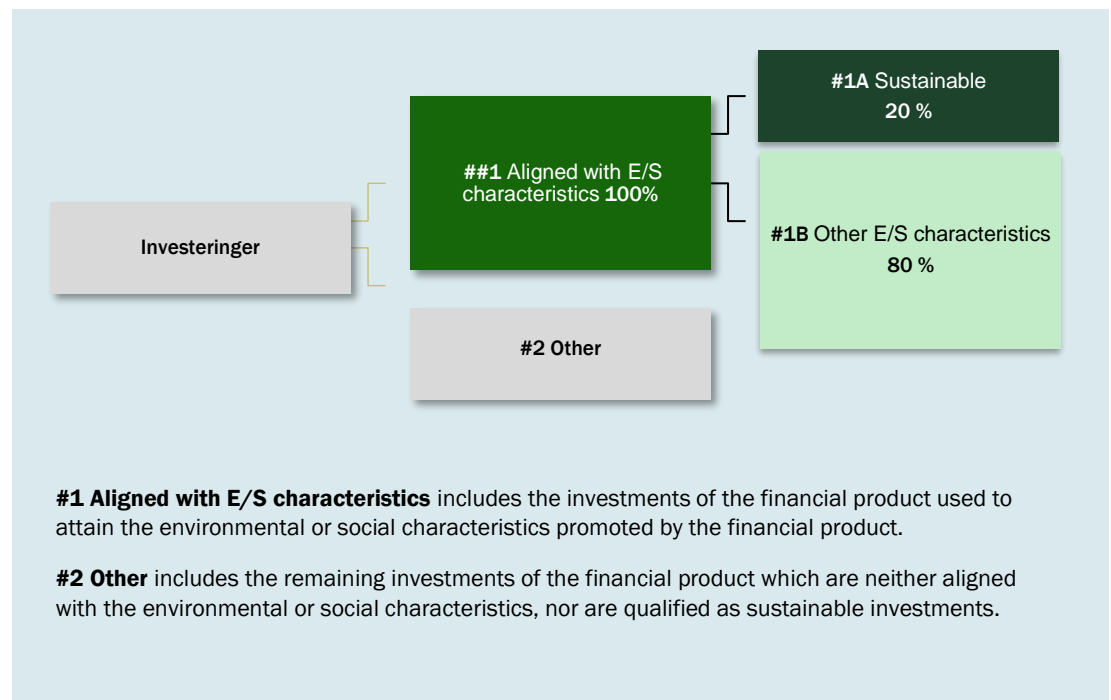 Investeringer
##1 Aligned with E/S
characteristics 100%
#2 Other
#1A Sustainable
20 %
#1B Other E/S characteristics
80 %
#1 Aligned with E/S characteristics includes the investments of the financial product used to
attain the environmental or social characteristics promoted by the financial product.
#2 Other includes the remaining investments of the financial product which are neither aligned
with the environmental or social characteristics, nor are qualified as sustainable investments.